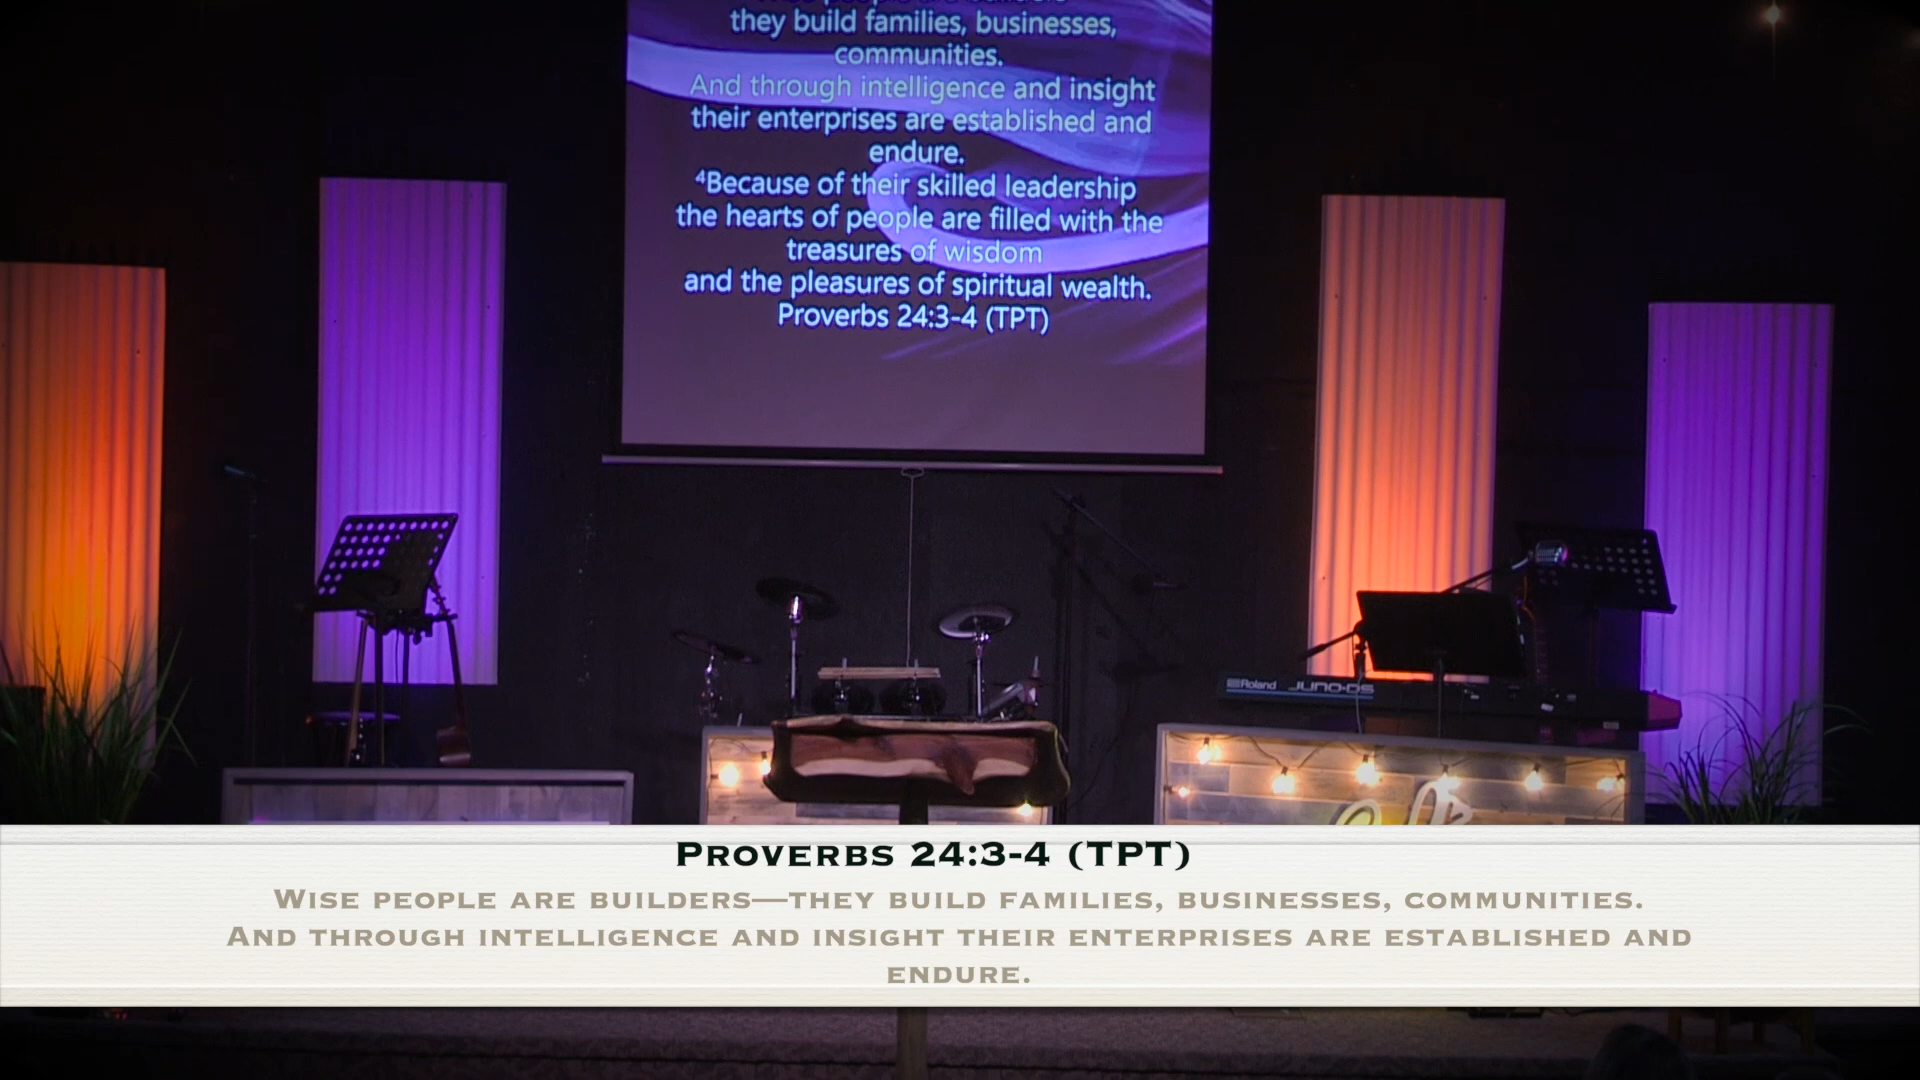 they build families, businesses,
communities.
And through intelligence and insight
their enterprises are established and
endure.
⁴Because of their skilled leadership
the hearts of people are filled with the
treasures of wisdom
and the pleasures of spiritual wealth.
Proverbs 24:3-4 (TPT)
Roland JUNO-DS
Proverbs 24:3-4 (TPT)
Wise people are builders—they build families, businesses, communities.
And through intelligence and insight their enterprises are established and
endure.